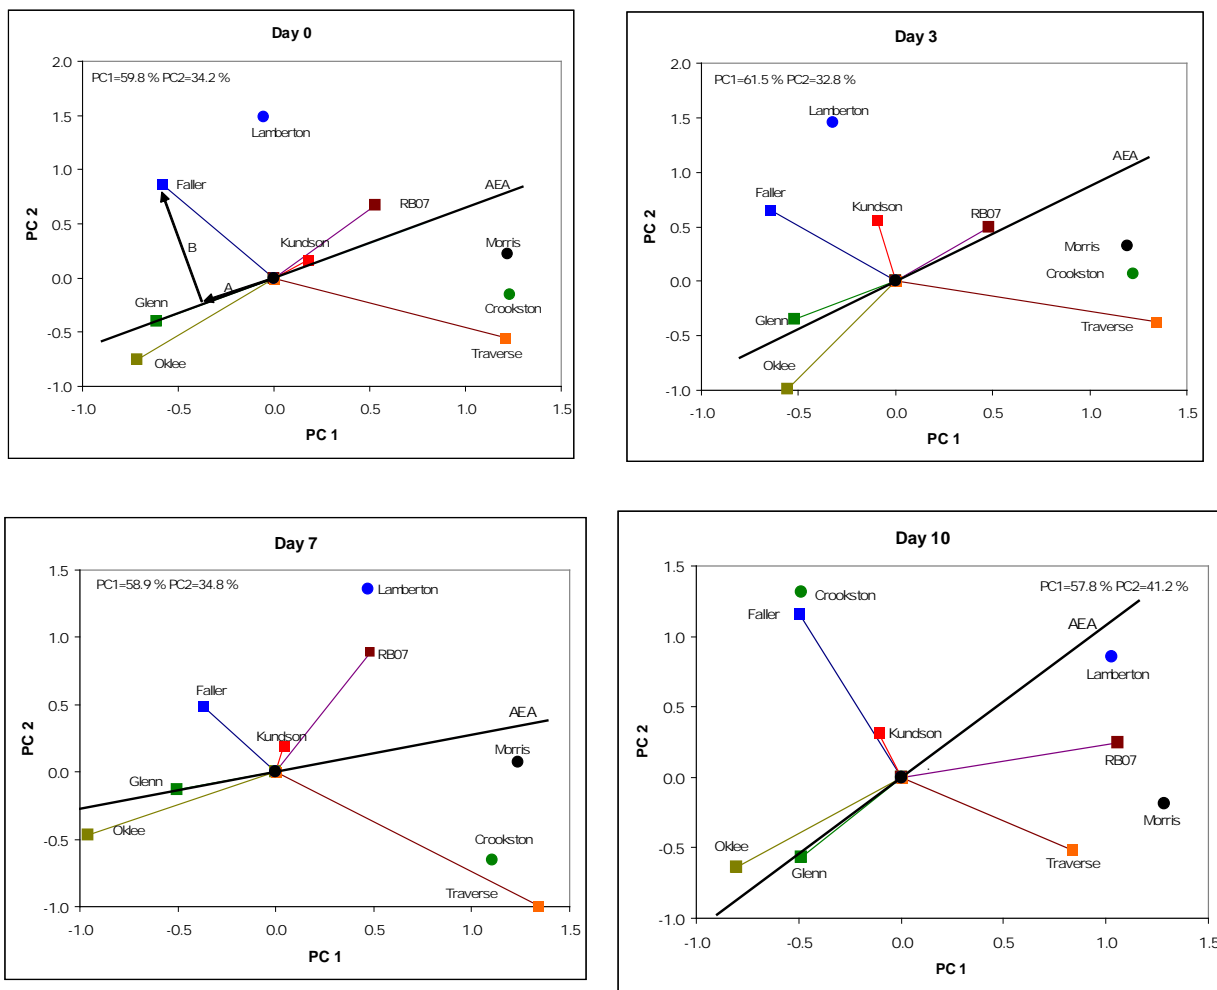 Day 0
PC1=59.8 % PC2=34.2 %
2.0
1.5
1.0
0.5
0.0
-0.5
-1.0
PC 2
Lamberton
Faller
AEA
RB07
B
Kundson
Morris
A
Glenn
Crookston
Oklee
Traverse
-1.0 -0.5 0.0 0.5 1.0 1.5
PC 1
Day 3
PC1=61.5 % PC2=32.8 %
2.0
1.5
1.0
0.5
0.0
-0.5
-1.0
PC 2
Lamberton
AEA
Faller
Kundson
RB07
Morris
Crookston
Glenn
Traverse
Oklee
-1.0 -0.5 0.0 0.5 1.0 1.5
PC 1
Day 7
PC1=58.9 % PC2=34.8 %
1.5
1.0
0.5
0.0
-0.5
-1.0
PC 2
Lamberton
RB07
Faller
AEA
Kundson
Morris
Glenn
Oklee
Crookston
Traverse
-1.0 -0.5 0.0 0.5 1.0 1.5
PC 1
Day 10
PC1=57.8 % PC2=41.2 %
1.5
1.0
0.5
0.0
-0.5
-1.0
PC 2
Crookston
Faller
AEA
Lamberton
Kundson
RB07
Morris
Oklee
Glenn
Traverse
-1.0 -0.5 0.0 0.5 1.0 1.5
PC 1